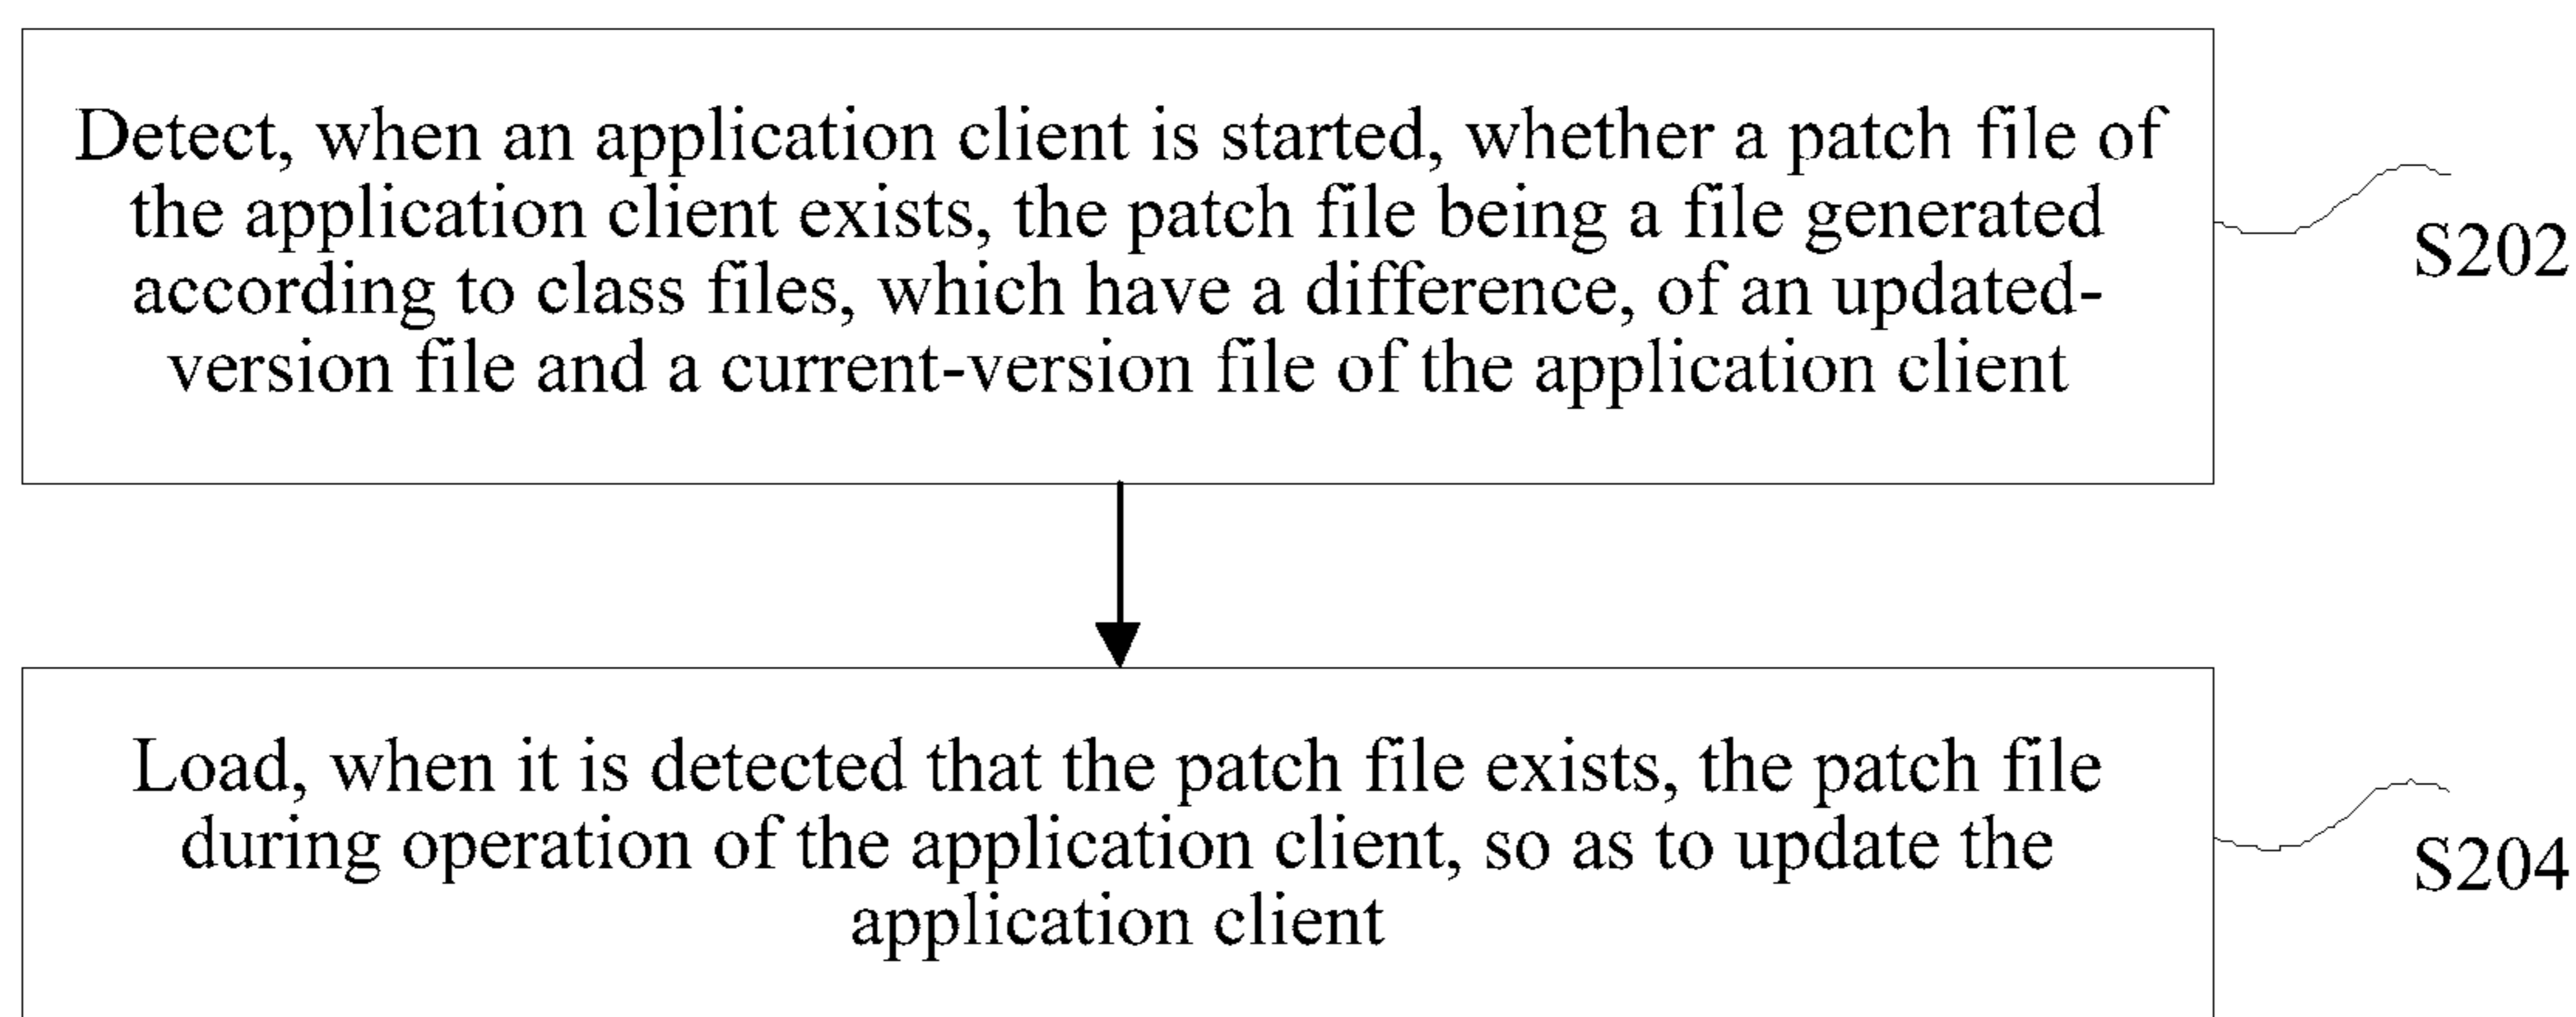 Detect, when an application client is started, whether a patch file of
the application client exists, the patch file being a file generated
according to class files, which have a difference, of an updated-
version file and a current-version file of the application client
S202
Load, when it is detected that the patch file exists, the patch file
during operation of the application client, so as to update the
application client
S204